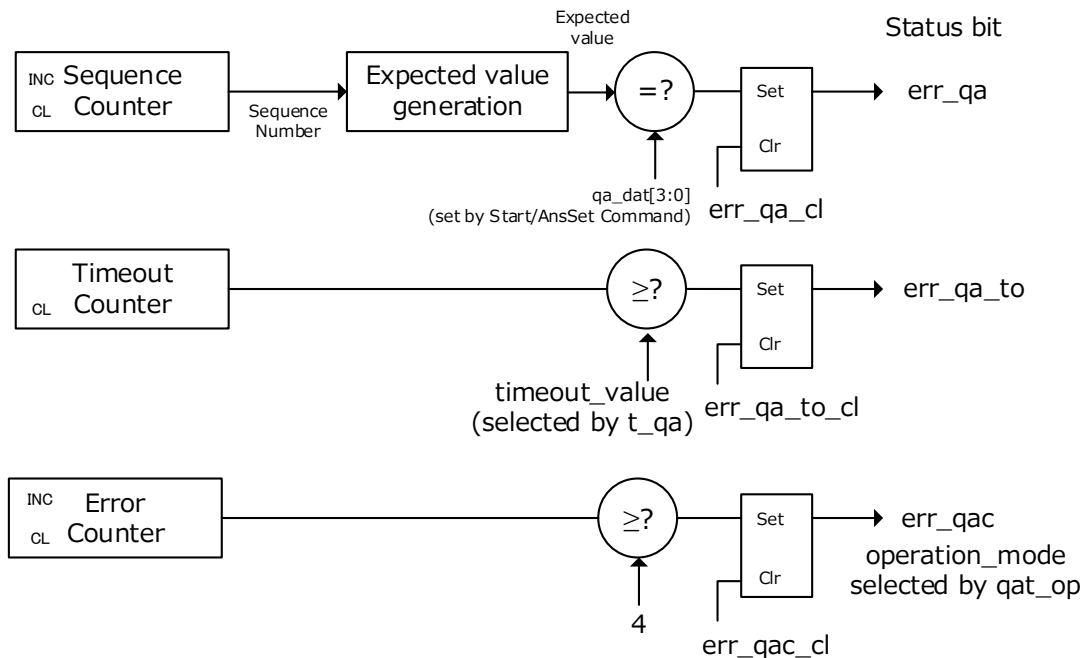 Expected
value
Status bit
INC Sequence
CL Counter
Expected value
generation
=?
Set
Clr
err_qa
Sequence
Number
qa_dat[3:0]
(set by Start/AnsSet Command)
err_qa_cl
Timeout
CL Counter
≥?
Set
Clr
err_qa_to
timeout_value
(selected by t_qa)
err_qa_to_cl
INC Error
CL Counter
≥?
Set
Clr
err_qac
operation_mode
selected by qat_op
4
err_qac_cl